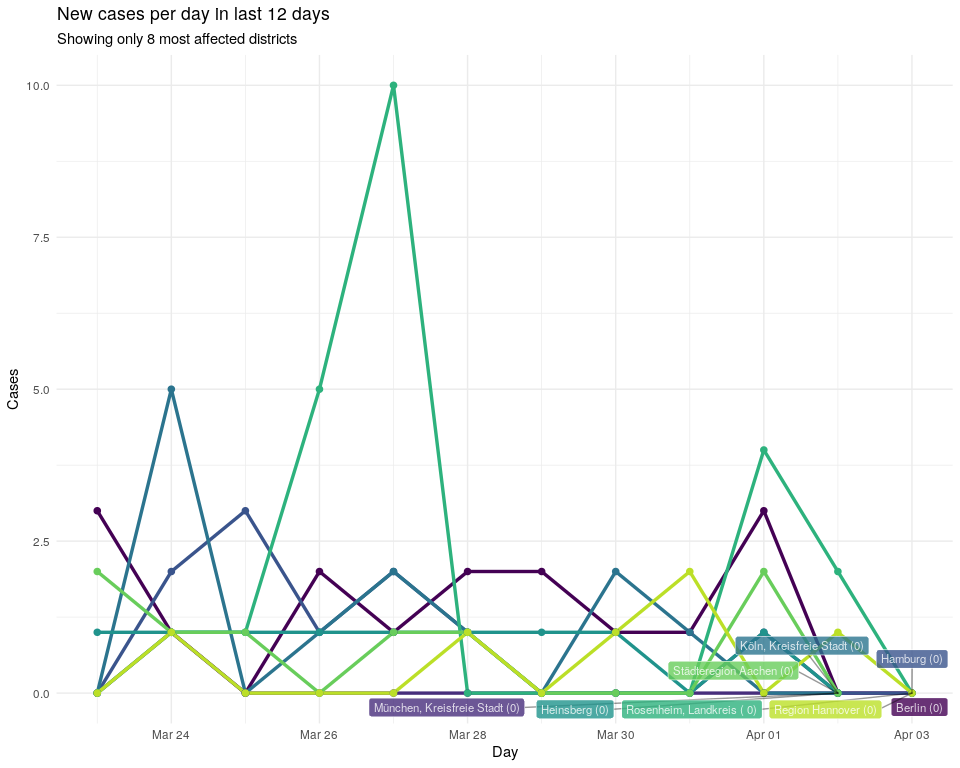 New cases per day in last 12 days
Showing only 8 most affected districts
10.0
7.5
5.0
2.5
0.0
Cases
Köln, Kreisfreie Stadt (0)
Hamburg (0)
Städteregion Aachen (0)
München, Kreisfreie Stadt (0)
Heinsberg (0)
Rosenheim, Landkreis ( 0)
Region Hannover (0)
Berlin (0)
Mar 24
Mar 26
Mar 28
Mar 30
Apr 01
Apr 03
Day